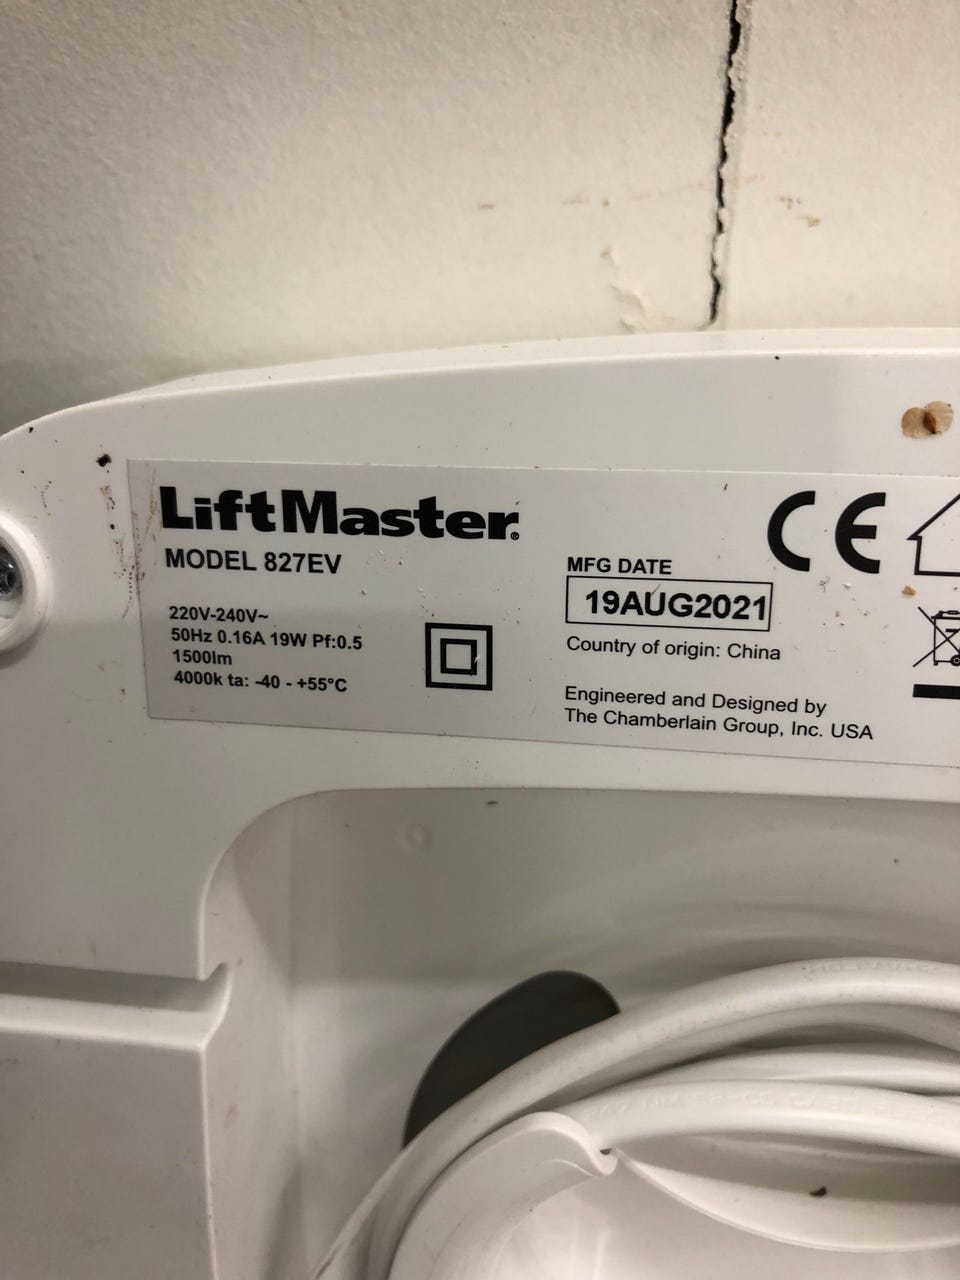 LiftMaster®
MODEL 827EV
220V-240V~
50Hz 0.16A 19W Pf:0.5
1500lm
4000k ta: -40 - +55°C
CE
MFG DATE
19AUG2021
Country of origin: China
Engineered and Designed by
The Chamberlain Group, Inc. USA